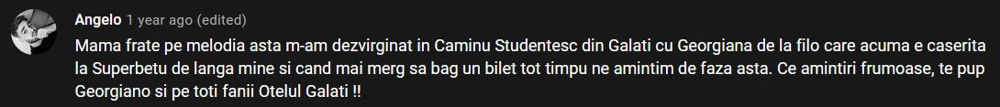 Angelo 1 year ago (edited)
Mama frate pe melodia asta m-am dezvirginat in Caminu Studentesc din Galati cu Georgiana de la filo care acuma e caserita
la Superbetu de langa mine si cand mai merg sa bag un bilet tot timpu ne amintim de faza asta. Ce amintiri frumoase, te pup
Georgiano si pe toti fanii Otelul Galati !!